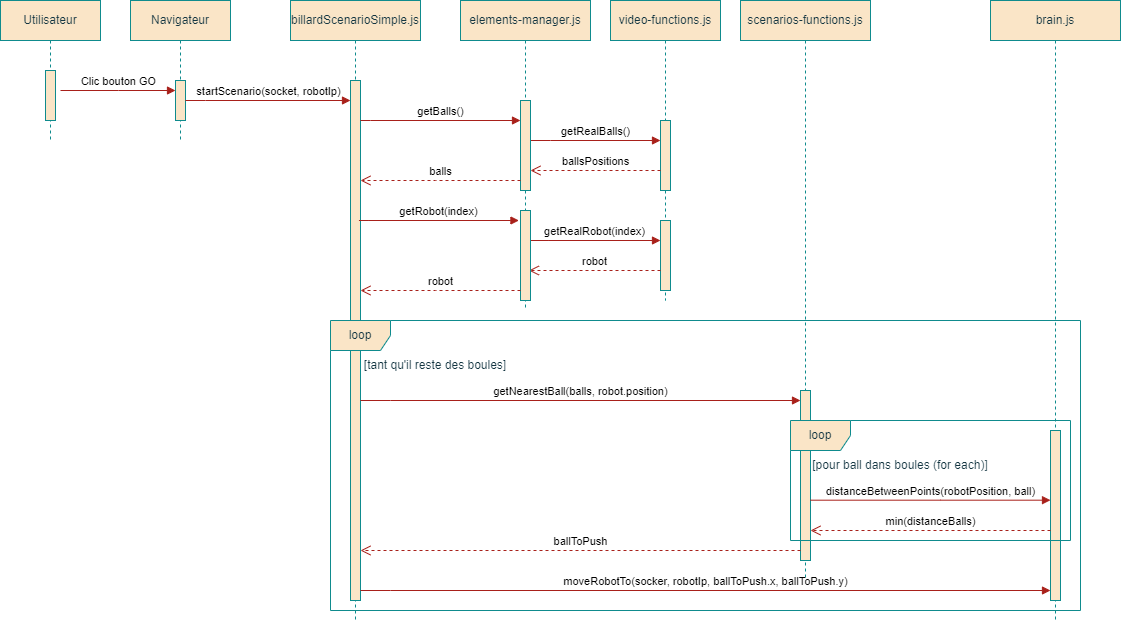 Utilisateur
Navigateur
billardScenarioSimple.js
elements-manager.js
video-functions.js
scenarios-functions.js
brain.js
Clic bouton GO
startScenario(socket, robotIp)
getBalls()
getRealBalls()
ballsPositions
balls
getRobot(index)
getRealRobot(index)
robot
robot
loop
[tant qu'il reste des boules]
getNearestBall(balls, robot.position)
loop
[pour ball dans boules (for each)]
distanceBetweenPoints(robotPosition, ball)
min(distanceBalls)
ballToPush
moveRobotTo(socker, robotIp, ballToPush.x, ballToPush.y)